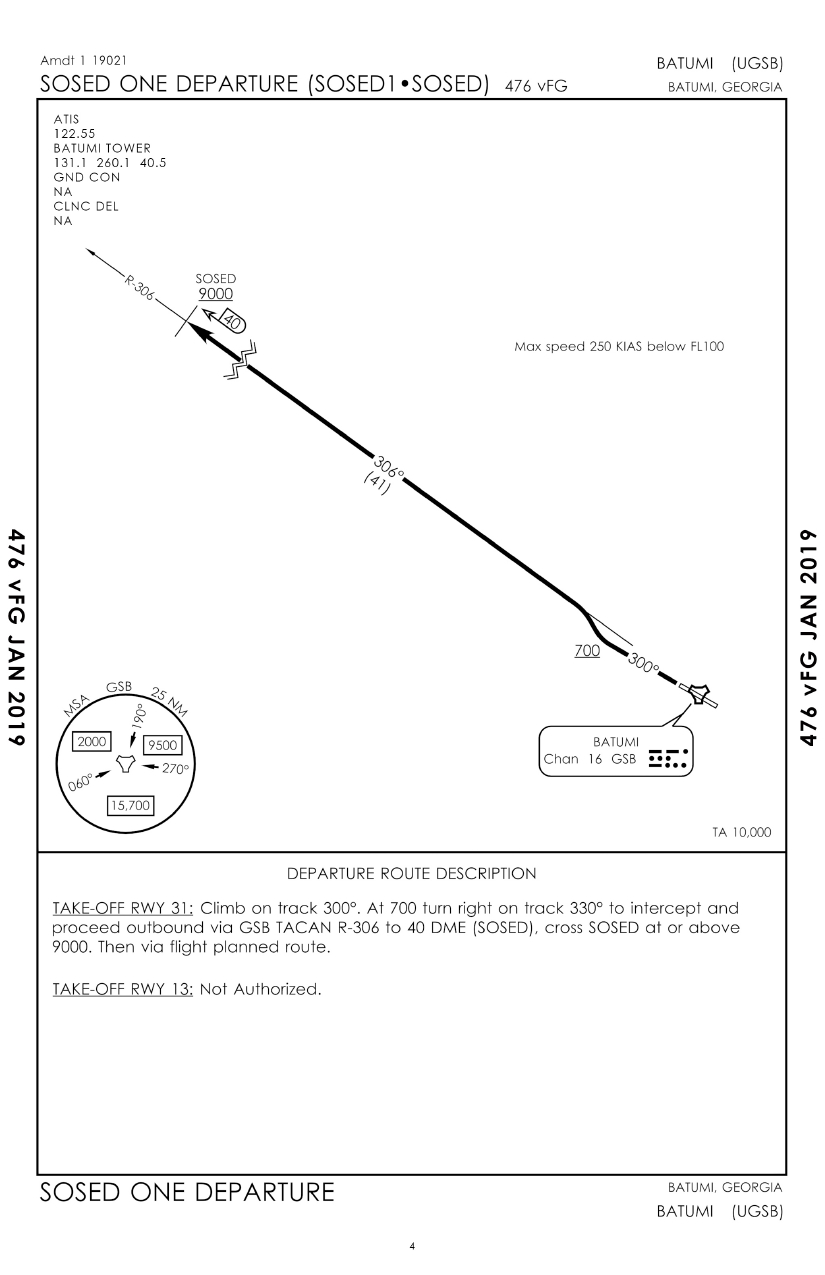 Amdt 1 19021
BATUMI (UGSB)
SOSED ONE DEPARTURE (SOSED1•SOSED) 476 vFG
BATUMI, GEORGIA
ATIS
122.55
BATUMI TOWER
131.1 260.1 40.5
GND CON
NA
CLNC DEL
NA
R-306
SOSED
9000
40
Max speed 250 KIAS below FL100
306°
(41)
476 vFG JAN 2019
476 vFG JAN 2019
700
300°
MSA GSB 25 NM
190°
2000
9500
270°
060°
15,700
BATUMI
Chan 16 GSB
TA 10,000
DEPARTURE ROUTE DESCRIPTION
TAKE-OFF RWY 31: Climb on track 300°. At 700 turn right on track 330° to intercept and
proceed outbound via GSB TACAN R-306 to 40 DME (SOSED), cross SOSED at or above
9000. Then via flight planned route.
TAKE-OFF RWY 13: Not Authorized.
SOSED ONE DEPARTURE
BATUMI, GEORGIA
BATUMI (UGSB)
4